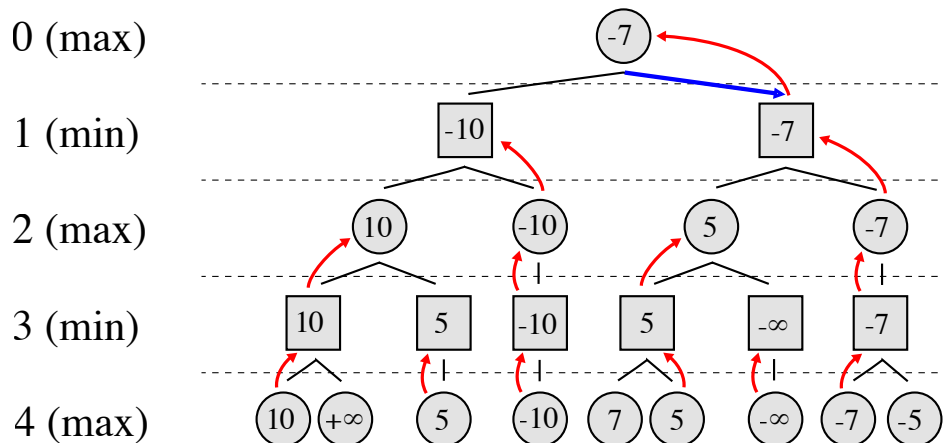 0 (max) -7
1 (min) -10 -7
2 (max) 10 -10 5 -7
3 (min) 10 5 -10 5 -∞ -7
4 (max) 10 +∞ 5 -10 7 5 -∞ -7 -5